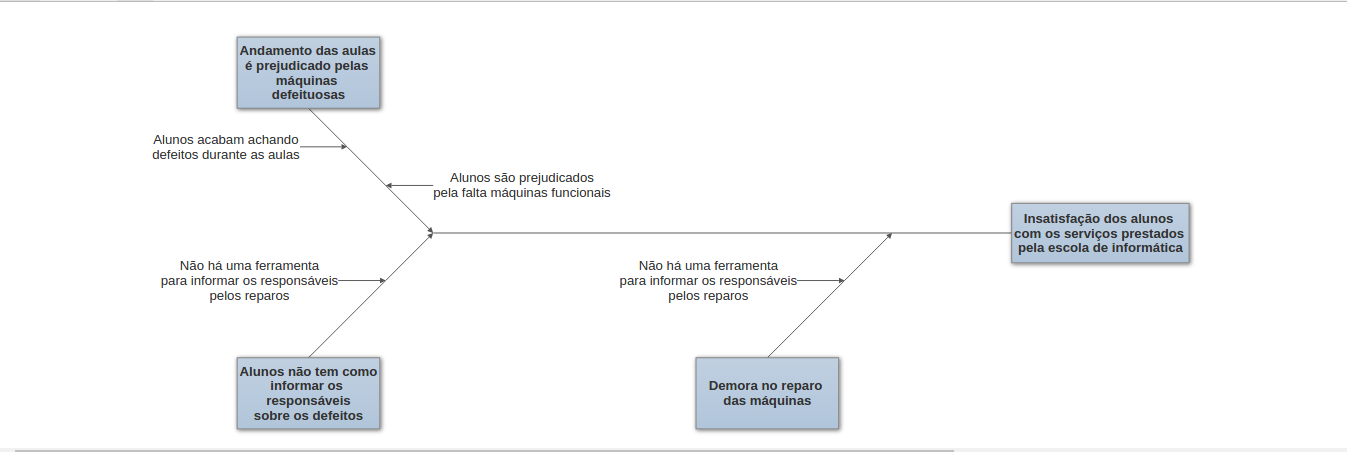 Andamento das aulas
é prejudicado pelas
máquinas
defeituosas
Alunos acabam achando
defeitos durante as aulas
Alunos são prejudicados
pela falta máquinas funcionais
Insatisfação dos alunos
com os serviços prestados
pela escola de informática
Não há uma ferramenta
para informar os responsáveis
pelos reparos
Não há uma ferramenta
para informar os responsáveis
pelos reparos
Alunos não tem como
informar os
responsáveis
sobre os defeitos
Demora no reparo
das máquinas